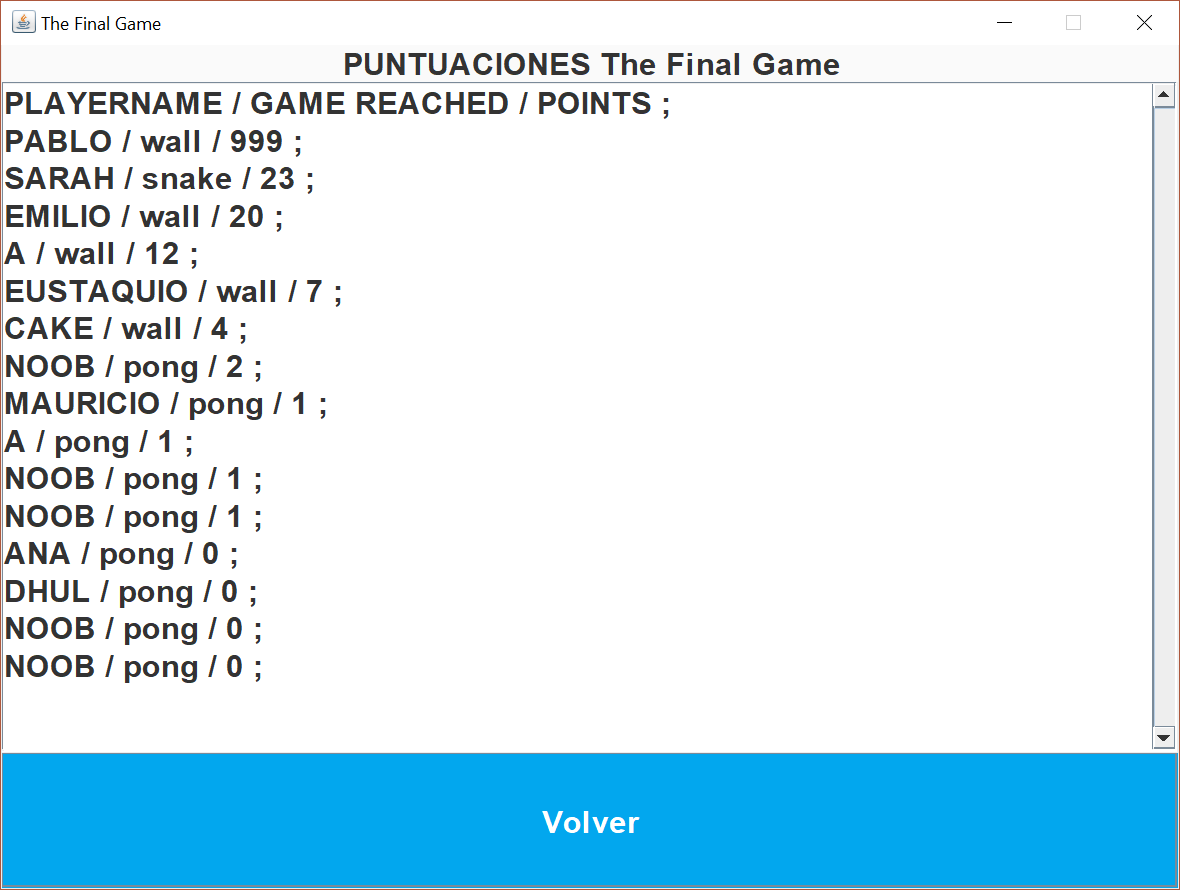 The Final Game
PUNTUACIONES The Final Game
PLAYERNAME / GAME REACHED / POINTS ;
PABLO / wall / 999 ;
SARAH / snake / 23 ;
EMILIO / wall / 20 ;
A / wall / 12 ;
EUSTAQUIO / wall / 7 ;
CAKE / wall / 4 ;
NOOB / pong / 2 ;
MAURICIO / pong / 1 ;
A / pong / 1 ;
NOOB / pong / 1 ;
NOOB / pong / 1 ;
ANA / pong / 0 ;
DHUL / pong / 0 ;
NOOB / pong / 0 ;
NOOB / pong / 0 ;
Volver